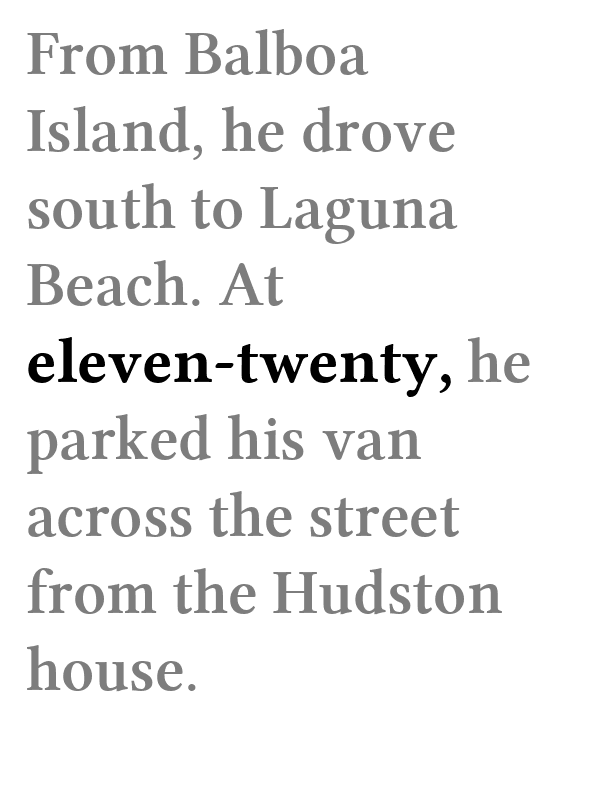 From Balboa
Island, he drove
south to Laguna
Beach. At
eleven-twenty, he
parked his van
across the street
from the Hudston
house.